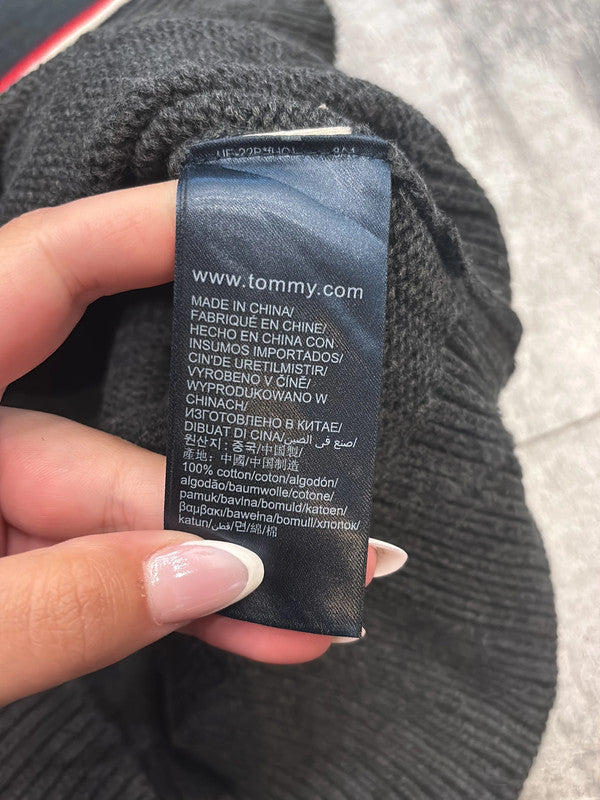 www.tommy.com
MADE IN CHINA/
FABRIQUÉ EN CHINE/
HECHO EN CHINA CON
INSUMOS IMPORTADOS/
CIN'DE URETILMISTIR/
VYROBENO V ČÍNĚ/
WYPRODUKOWANO W
CHINACH/
ИЗГОТОВЛЕНО В КИТАЕ/
DIBUAT DI CINA/صنع في الصين/
원산지 : 중국/中国製/
產地: 中國/中国制造
100% cotton/coton/algodón/
algodão/baumwolle/cotone/
pamuk/bavlna/bomuld/katoen/
βαμβακι/bawełna/bomull/хлопок/
katun/قطن/면/綿/棉